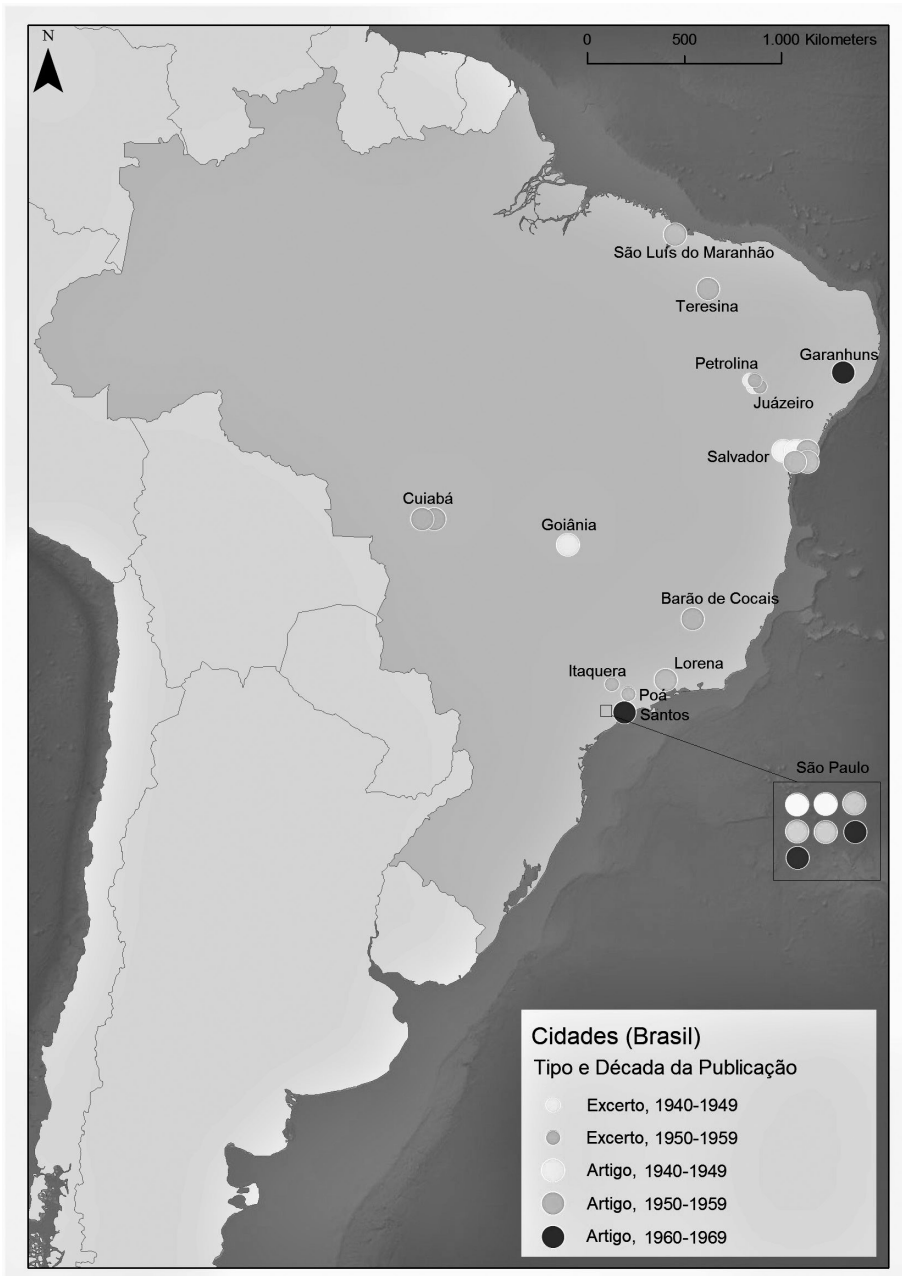 N
0 500 1.000 Kilometers
São Luís do Maranhão
Teresina
Garanhuns
Petrolina
Juázeiro
Salvador
Cuiabá
Goiânia
Barão de Cocais
Itaquera
Lorena
Poá
Santos
São Paulo
Cidades (Brasil)
Tipo e Década da Publicação
Excerto, 1940-1949
Excerto, 1950-1959
Artigo, 1940-1949
Artigo, 1950-1959
Artigo, 1960-1969